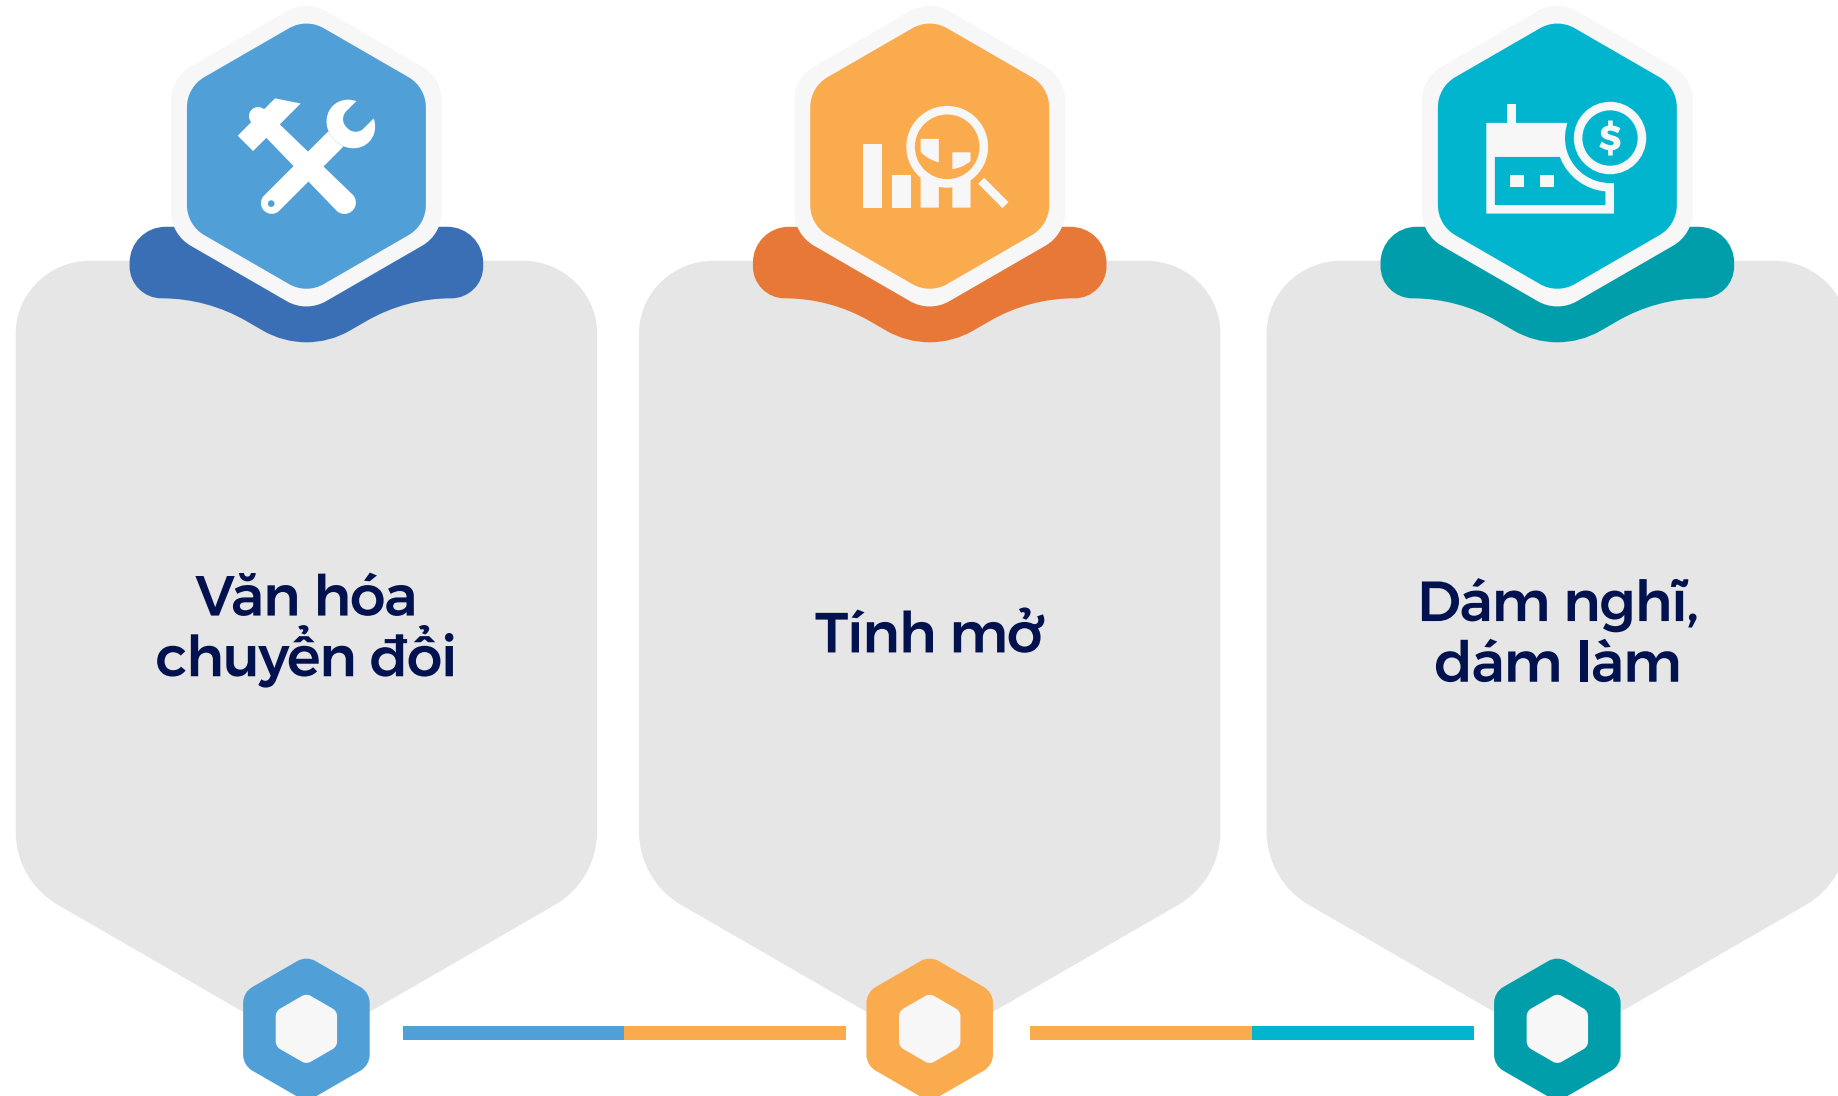 Văn hóa
chuyển đổi
Tính mở
Dám nghĩ,
dám làm
$